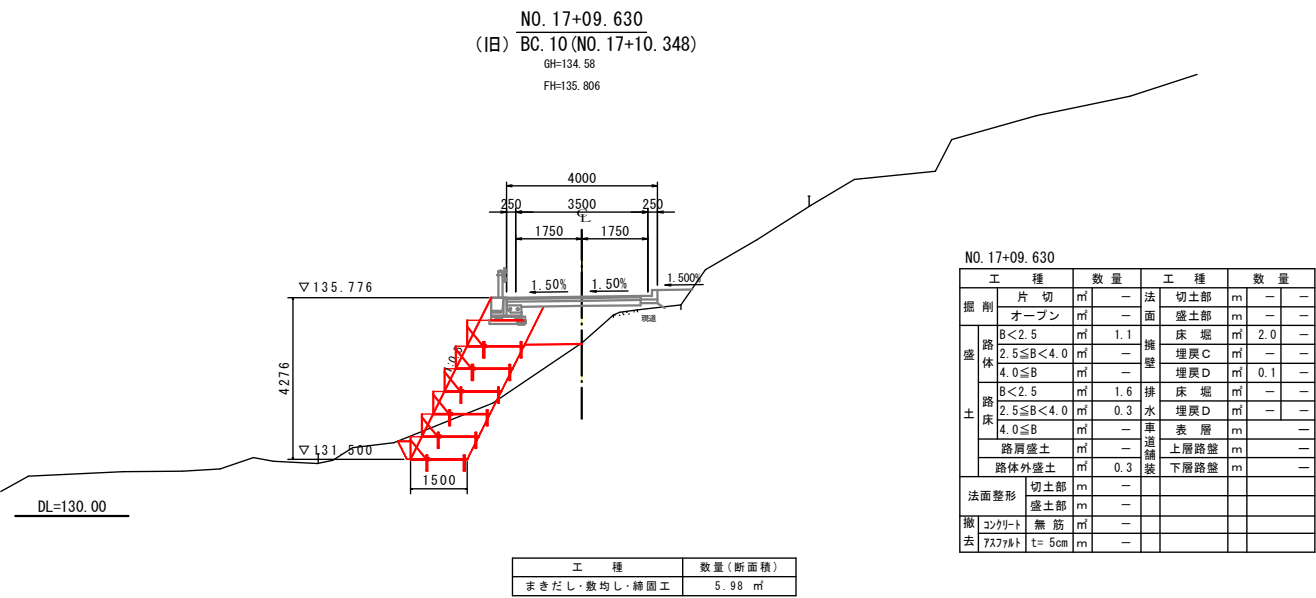 NO. 17+09. 630
(旧) BC. 10 (NO. 17+10. 348)
GH=134. 58
FH=135. 806
4000
250 3500 250
CL
1750 1750
1.50% 1.50% 1.500%
▽135.776
現道
4276
▽131.500
1500
DL=130.00
NO. 17+09. 630
工種 数量 工種 数量
掘削 片切 ㎥ － 法面 切土部 m － －
オープン ㎥ － 盛土部 m － －
盛土 路体 B<2.5 ㎥ 1.1 擁壁 床堀 ㎥ 2.0 －
2.5≦B<4.0 ㎥ － 埋戻C ㎥ － －
4.0≦B ㎥ － 埋戻D ㎥ 0.1 －
路床 B<2.5 ㎥ 1.6 排水 床堀 ㎥ － －
2.5≦B<4.0 ㎥ 0.3 埋戻D ㎥ － －
4.0≦B ㎥ － 車道舗装 表層 m －
路肩盛土 ㎥ － 上層路盤 m －
路体外盛土 ㎥ 0.3 下層路盤 m －
法面整形 切土部 m －
盛土部 m －
撤去 コンクリート 無筋 ㎥ －
アスファルト t= 5cm m －
工種 数量(断面積)
まきだし・敷均し・締固工 5.98 ㎡